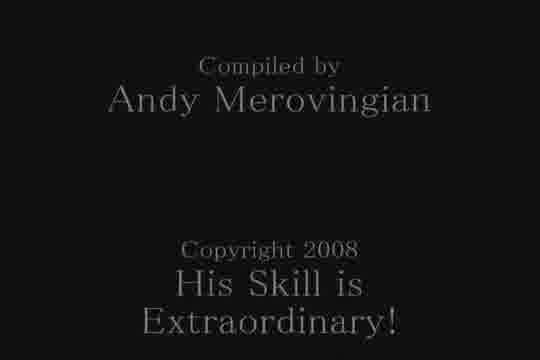 Compiled by
Andy Merovingian
Copyright 2008
His Skill is
Extraordinary!